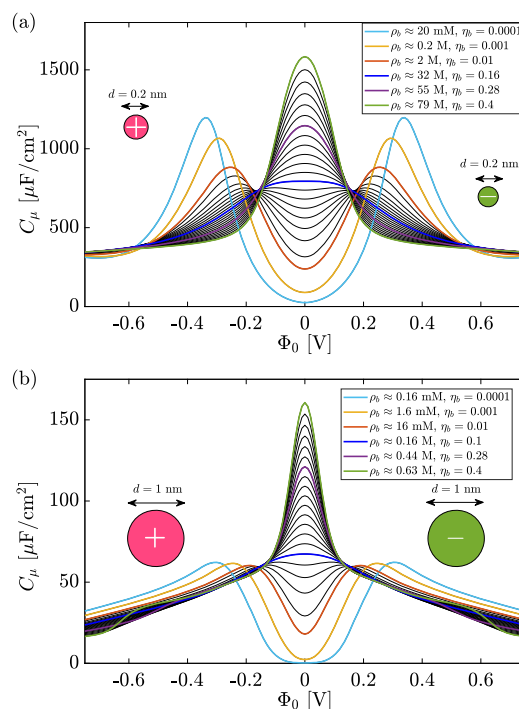 (a)
C_μ [μF/cm²]
1500
1000
500
0
d = 0.2 nm
+
ρ_b ≈ 20 mM, η_b = 0.0001
ρ_b ≈ 0.2 M, η_b = 0.001
ρ_b ≈ 2 M, η_b = 0.01
ρ_b ≈ 32 M, η_b = 0.16
ρ_b ≈ 55 M, η_b = 0.28
ρ_b ≈ 79 M, η_b = 0.4
d = 0.2 nm
−
-0.6 -0.4 -0.2 0 0.2 0.4 0.6
Φ_0 [V]
(b)
C_μ [μF/cm²]
150
100
50
0
d = 1 nm
+
ρ_b ≈ 0.16 mM, η_b = 0.0001
ρ_b ≈ 1.6 mM, η_b = 0.001
ρ_b ≈ 16 mM, η_b = 0.01
ρ_b ≈ 0.16 M, η_b = 0.1
ρ_b ≈ 0.44 M, η_b = 0.28
ρ_b ≈ 0.63 M, η_b = 0.4
d = 1 nm
−
-0.6 -0.4 -0.2 0 0.2 0.4 0.6
Φ_0 [V]